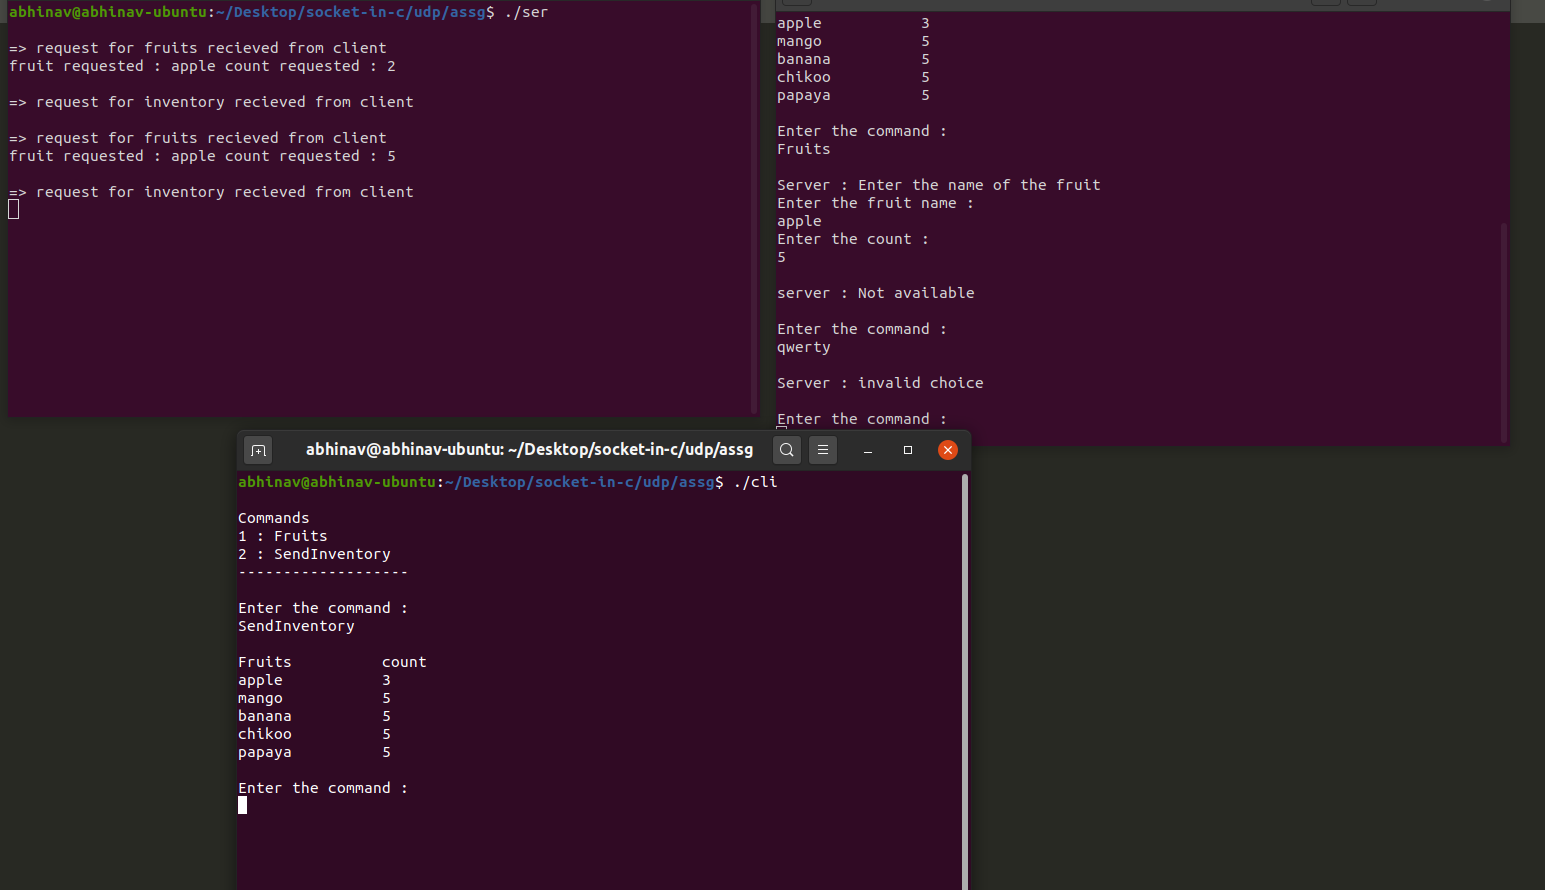 abhinav@abhinav-ubuntu:~/Desktop/socket-in-c/udp/assg$ ./ser
=> request for fruits recieved from client
fruit requested : apple count requested : 2
=> request for inventory recieved from client
=> request for fruits recieved from client
fruit requested : apple count requested : 5
=> request for inventory recieved from client
apple 3
mango 5
banana 5
chikoo 5
papaya 5
Enter the command :
Fruits
Server : Enter the name of the fruit
Enter the fruit name :
apple
Enter the count :
5
server : Not available
Enter the command :
qwerty
Server : invalid choice
Enter the command :
abhinav@abhinav-ubuntu: ~/Desktop/socket-in-c/udp/assg
abhinav@abhinav-ubuntu:~/Desktop/socket-in-c/udp/assg$ ./cli
Commands
1 : Fruits
2 : SendInventory
-------------------
Enter the command :
SendInventory
Fruits count
apple 3
mango 5
banana 5
chikoo 5
papaya 5
Enter the command :